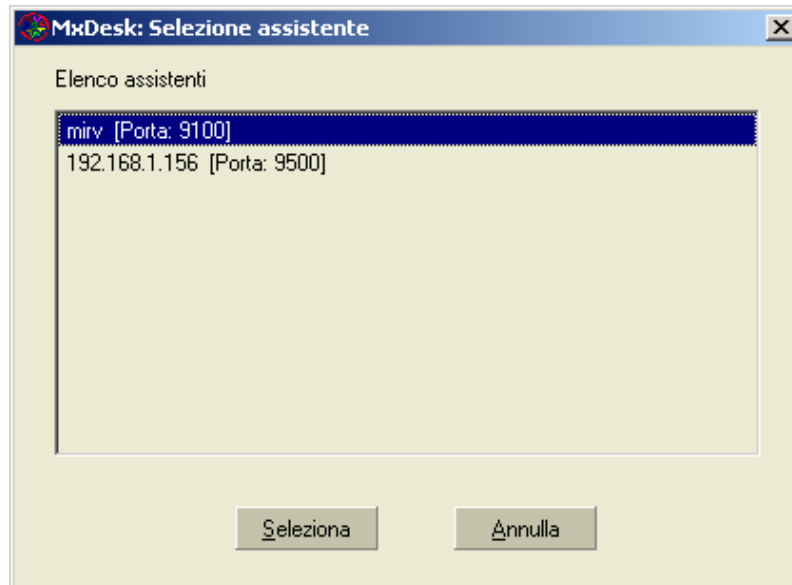 MxDesk: Selezione assistente
Elenco assistenti
mirv [Porta: 9100]
192.168.1.156 [Porta: 9500]
Seleziona Annulla